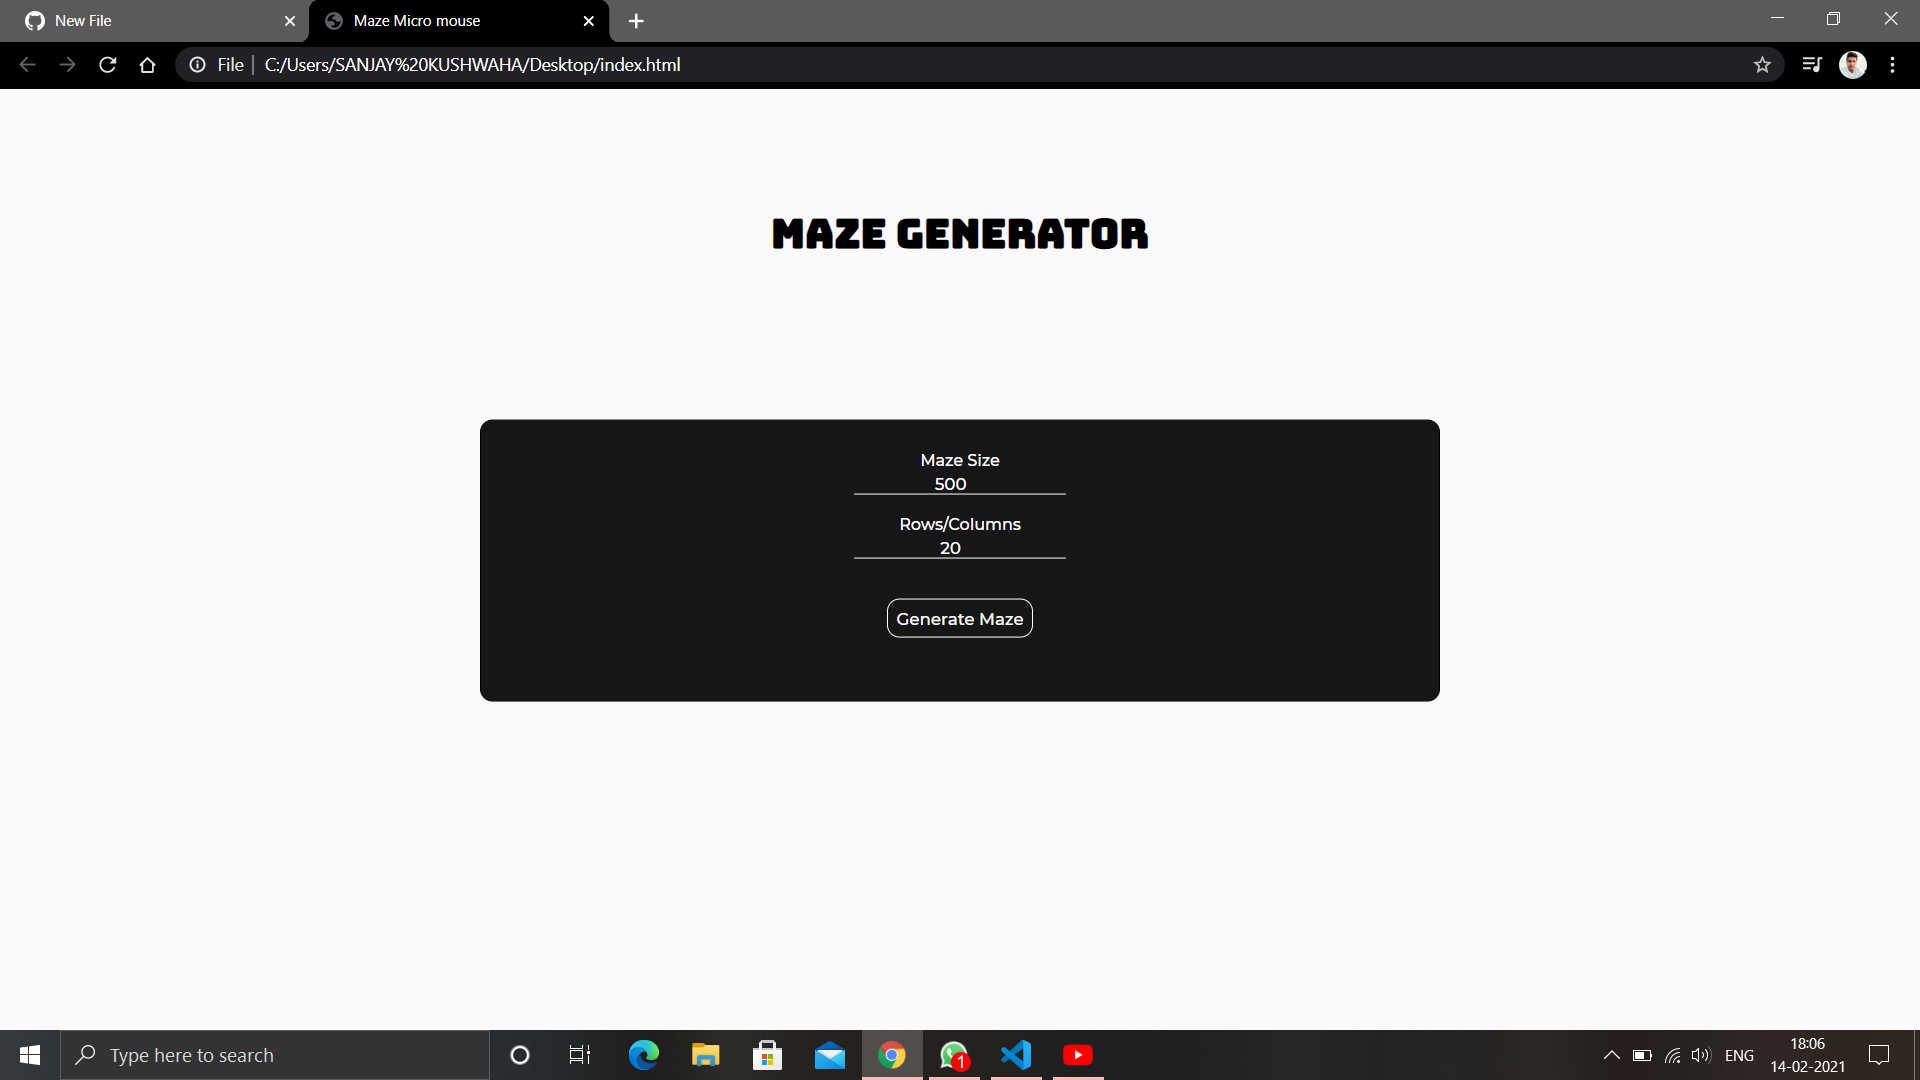 New File
Maze Micro mouse
File
C:/Users/SANJAY%20KUSHWAHA/Desktop/index.html
MAZE GENERATOR
Maze Size
500
Rows/Columns
20
Generate Maze
Type here to search
1
ENG
18:06
14-02-2021